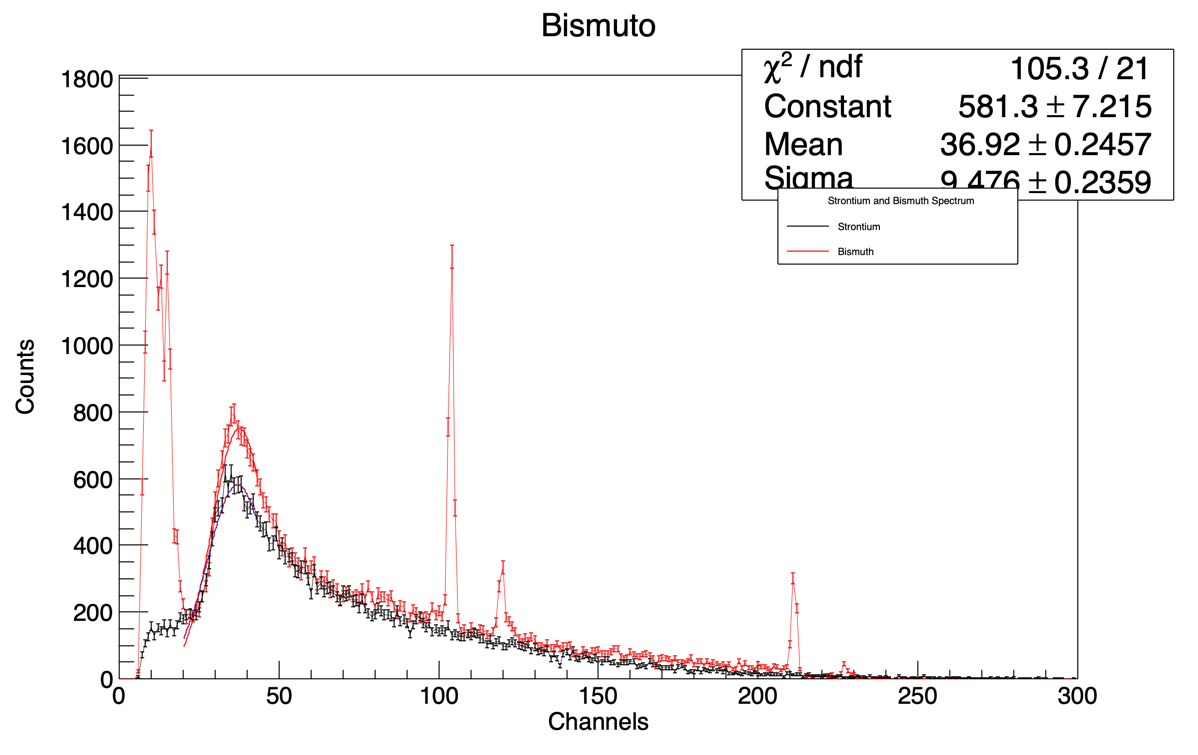 Bismuto
χ² / ndf 105.3 / 21
Constant 581.3 ± 7.215
Mean 36.92 ± 0.2457
Sigma 9.476 ± 0.2359
Strontium and Bismuth Spectrum
Strontium
Bismuth
Counts
1800
1600
1400
1200
1000
800
600
400
200
0
0 50 100 150 200 250 300
Channels